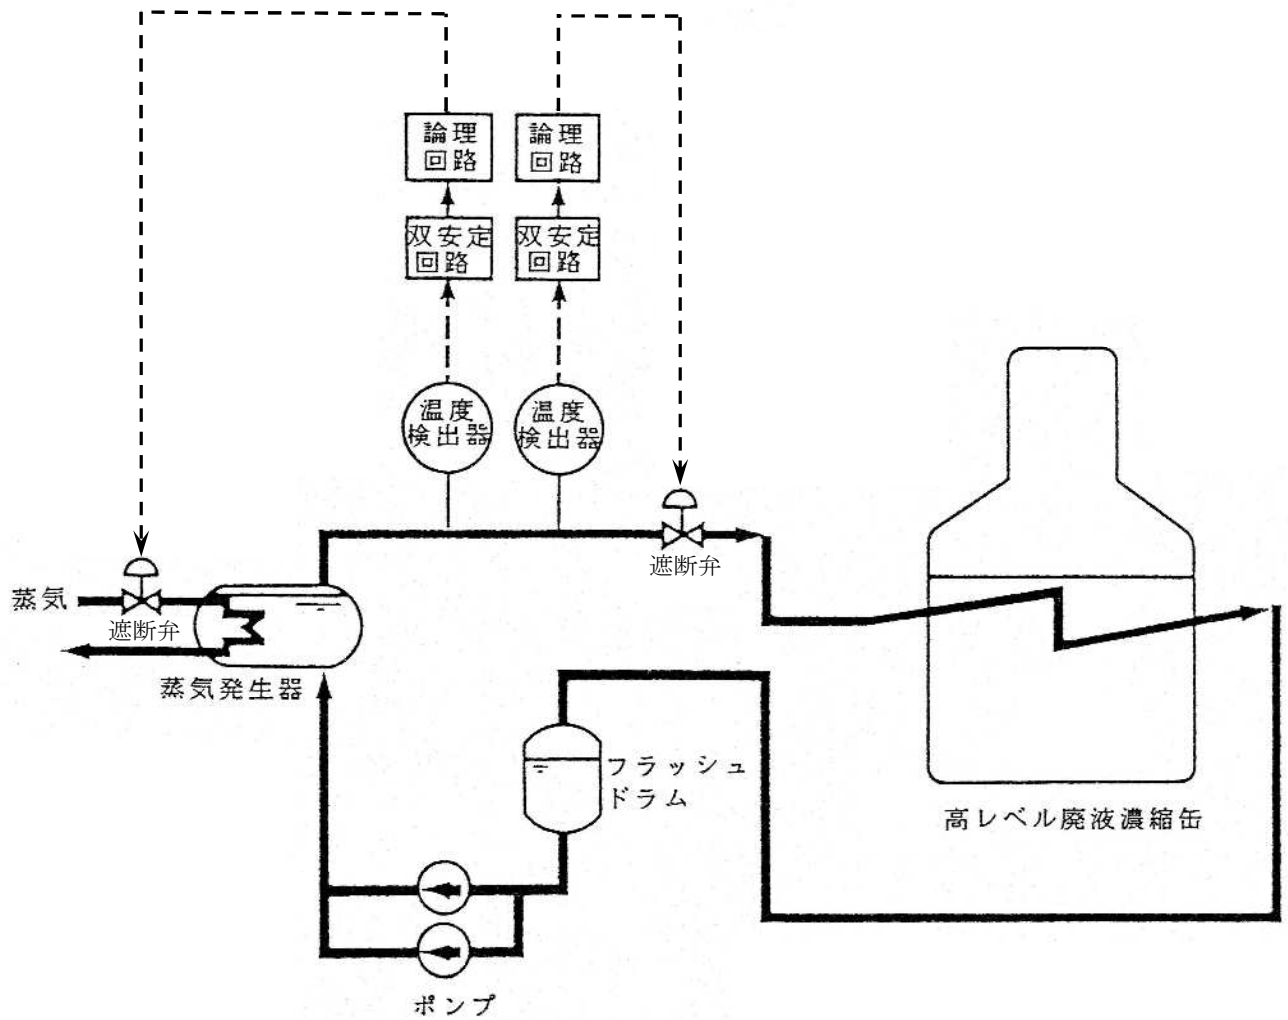 論理
回路
論理
回路
双安定
回路
双安定
回路
温度
検出器
温度
検出器
遮断弁
蒸気
遮断弁
蒸気発生器
フラッシュ
ドラム
高レベル廃液濃縮缶
ポンプ